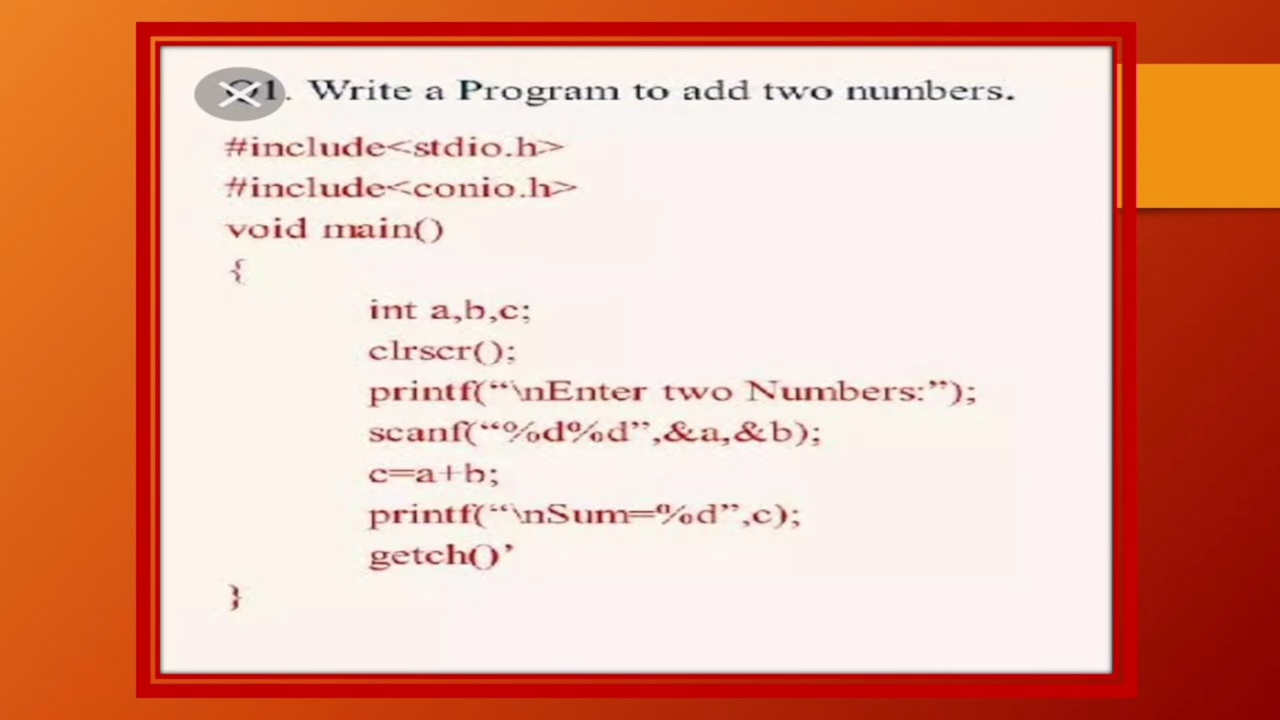 Q1. Write a Program to add two numbers.
#include<stdio.h>
#include<conio.h>
void main()
{
int a,b,c;
clrscr();
printf(“\nEnter two Numbers:”);
scanf(“%d%d”,&a,&b);
c=a+b;
printf(“\nSum=%d”,c);
getch()’
}